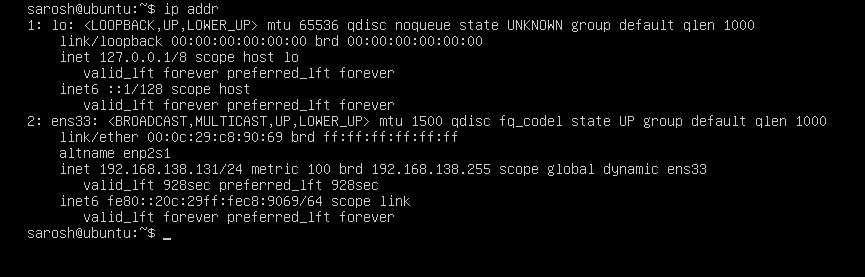 sarosh@ubuntu:~$ ip addr
1: lo: <LOOPBACK,UP,LOWER_UP> mtu 65536 qdisc noqueue state UNKNOWN group default qlen 1000
    link/loopback 00:00:00:00:00:00 brd 00:00:00:00:00:00
    inet 127.0.0.1/8 scope host lo
       valid_lft forever preferred_lft forever
    inet6 ::1/128 scope host
       valid_lft forever preferred_lft forever
2: ens33: <BROADCAST,MULTICAST,UP,LOWER_UP> mtu 1500 qdisc fq_codel state UP group default qlen 1000
    link/ether 00:0c:29:c8:90:69 brd ff:ff:ff:ff:ff:ff
    altname enp2s1
    inet 192.168.138.131/24 metric 100 brd 192.168.138.255 scope global dynamic ens33
       valid_lft 928sec preferred_lft 928sec
    inet6 fe80::20c:29ff:fec8:9069/64 scope link
       valid_lft forever preferred_lft forever
sarosh@ubuntu:~$ _